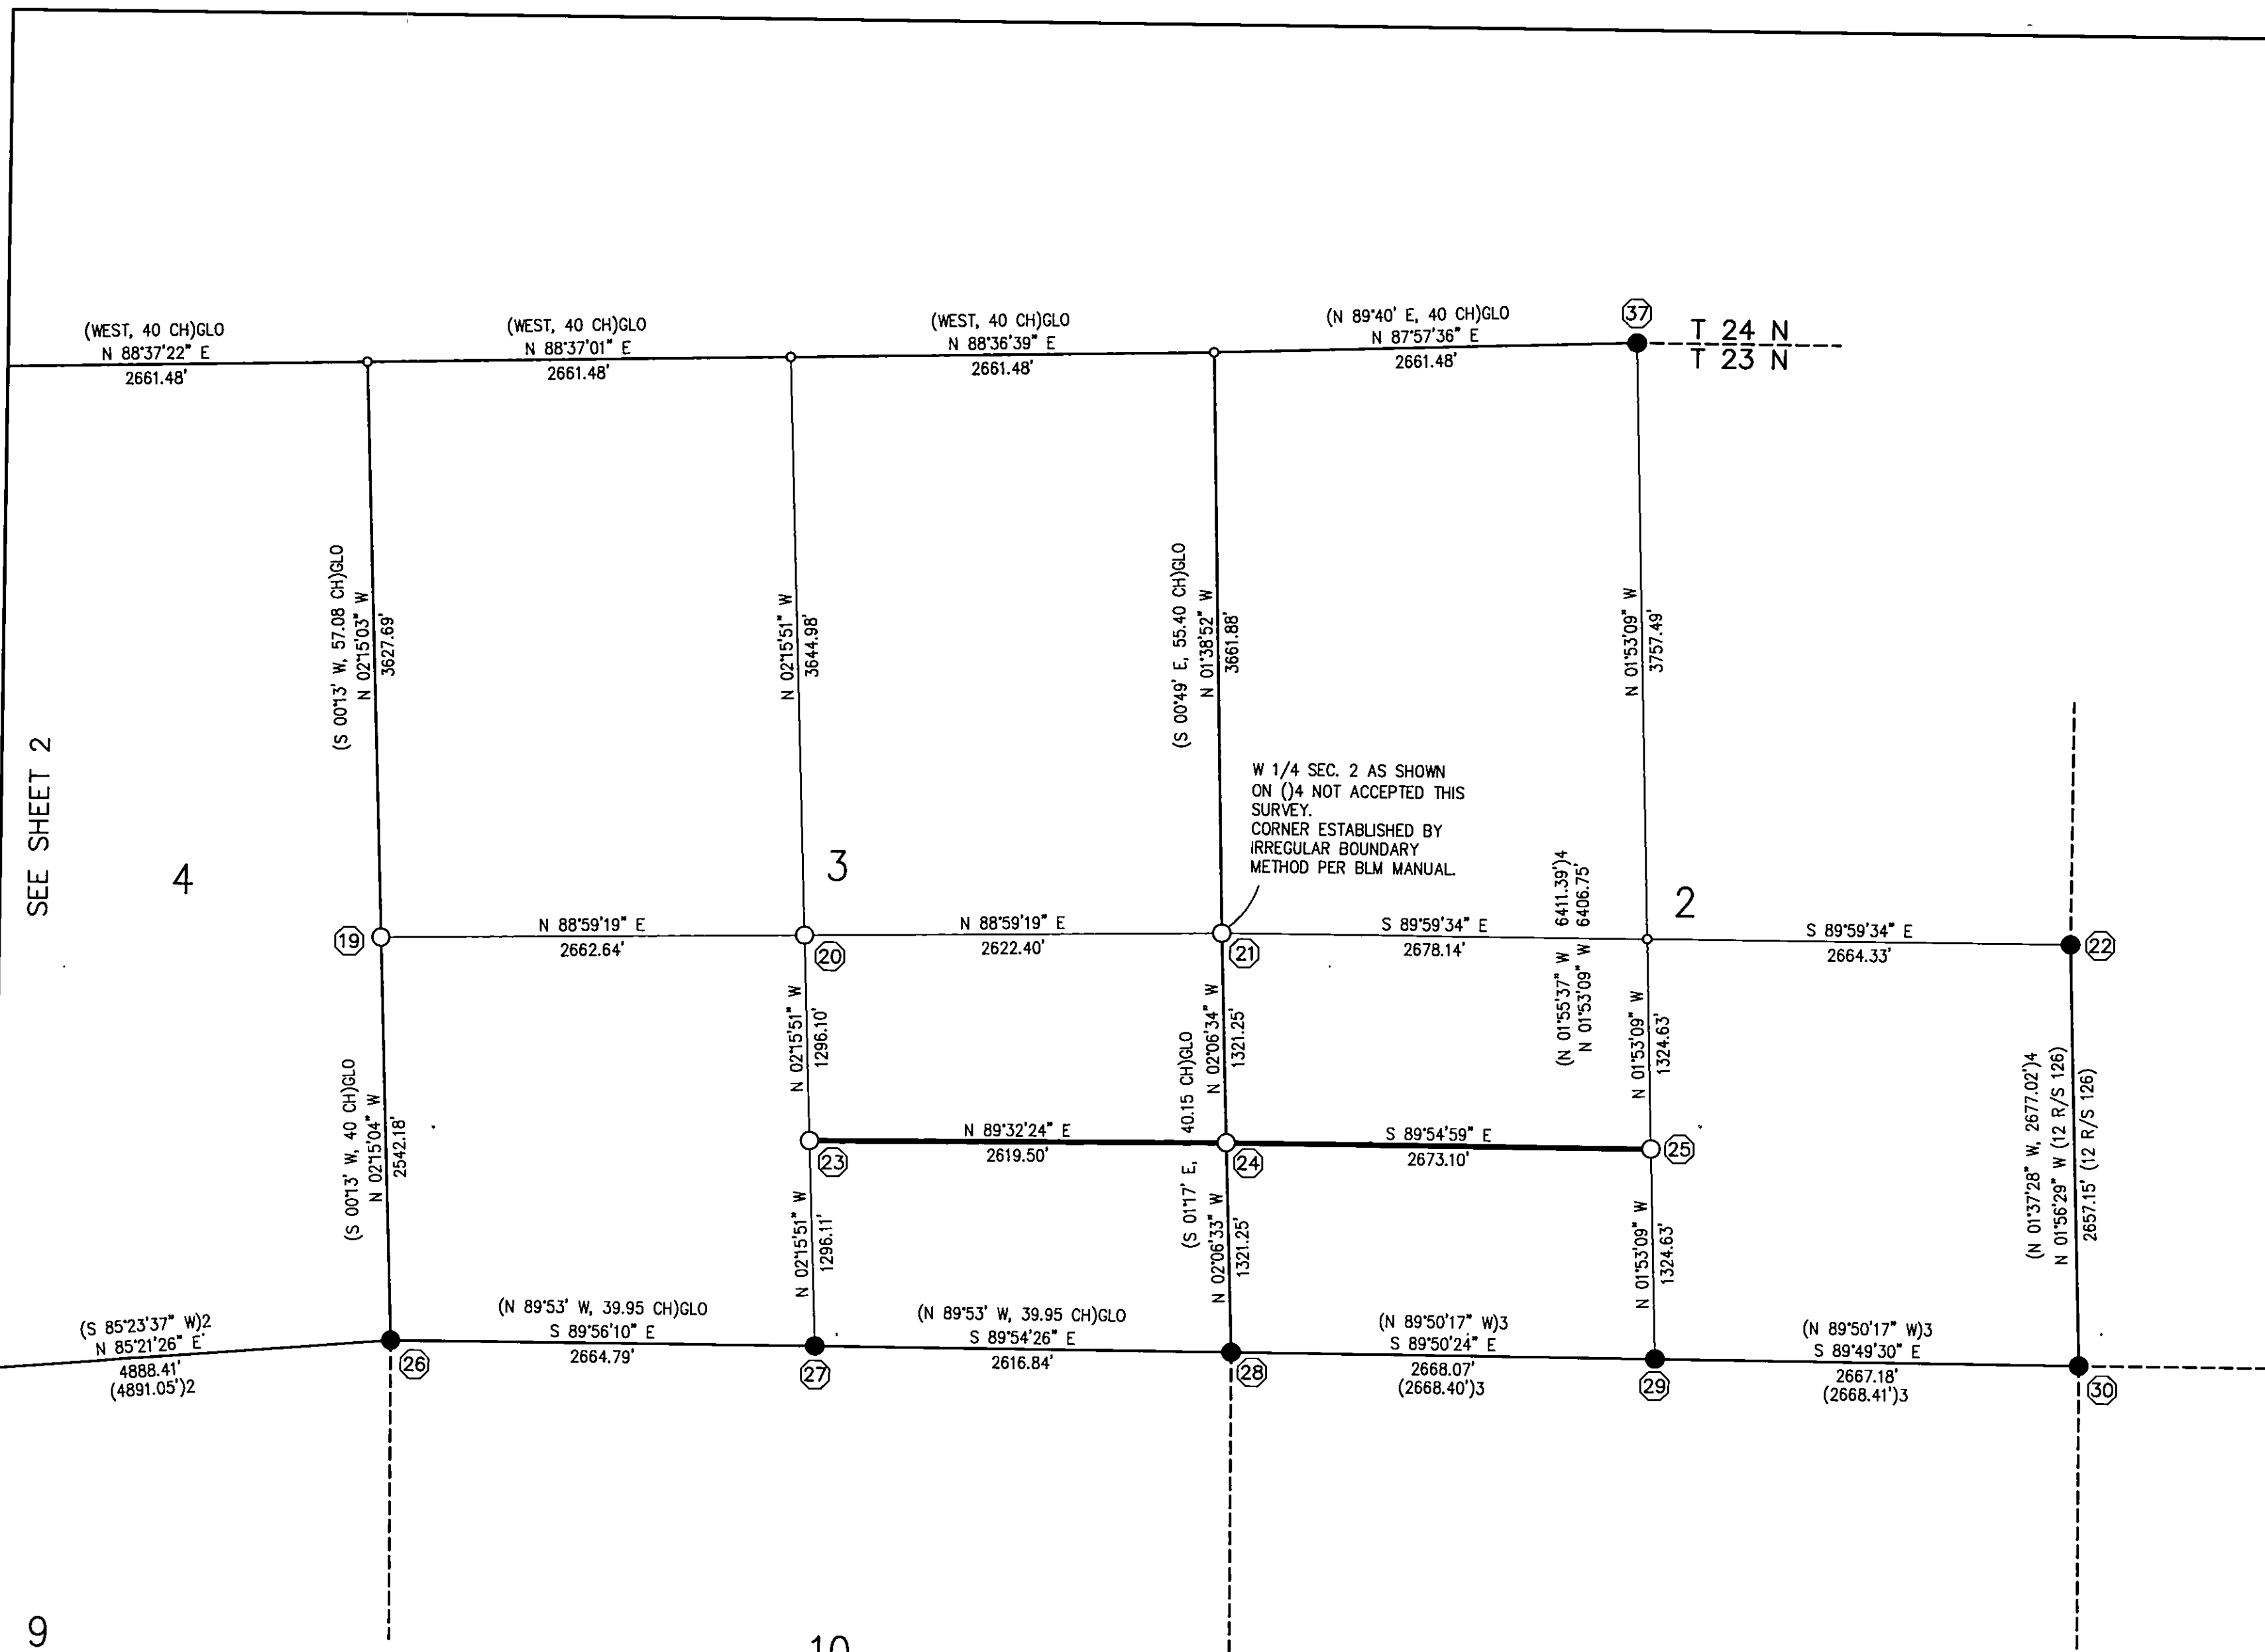 (WEST, 40 CH)GLO
N 88°37'22" E
2661.48'
(WEST, 40 CH)GLO
N 88°37'01" E
2661.48'
(WEST, 40 CH)GLO
N 88°36'39" E
2661.48'
(N 89°40' E, 40 CH)GLO
N 87°57'36" E
2661.48'
37
T 24 N
T 23 N
(S 00°13' W, 57.08 CH)GLO
N 02°15'03" W
3627.69'
N 02°15'51" W
3644.98'
(S 00°49' E, 55.40 CH)GLO
N 01°38'52" W
3661.88'
N 01°53'09" W
3757.49'
SEE SHEET 2
4
3
W 1/4 SEC. 2 AS SHOWN
ON ()4 NOT ACCEPTED THIS
SURVEY.
CORNER ESTABLISHED BY
IRREGULAR BOUNDARY
METHOD PER BLM MANUAL.
2
(N 01°55'37" W 6411.39')4
N 01°53'09" W 6406.75'
19
N 88°59'19" E
2662.64'
20
N 88°59'19" E
2622.40'
21
S 89°59'34" E
2678.14'
S 89°59'34" E
2664.33'
22
N 02°15'51" W
1296.10'
N 02°06'34" W
1321.25'
N 01°53'09" W
1324.63'
(S 00°13' W, 40 CH)GLO
N 02°15'04" W
2542.18'
23
N 89°32'24" E
2619.50'
24
S 89°54'59" E
2673.10'
25
(S 01°17' E, 40.15 CH)GLO
N 02°15'51" W
1296.11'
N 02°06'33" W
1321.25'
N 01°53'09" W
1324.63'
(N 01°37'28" W, 2677.02')4
N 01°56'29" W (12 R/S 126)
2657.15' (12 R/S 126)
(S 85°23'37" W)2
N 85°21'26" E
4888.41'
(4891.05')2
26
(N 89°53' W, 39.95 CH)GLO
S 89°56'10" E
2664.79'
27
(N 89°53' W, 39.95 CH)GLO
S 89°54'26" E
2616.84'
28
(N 89°50'17" W)3
S 89°50'24" E
2668.07'
(2668.40')3
29
(N 89°50'17" W)3
S 89°49'30" E
2667.18'
(2668.41')3
30
9
10